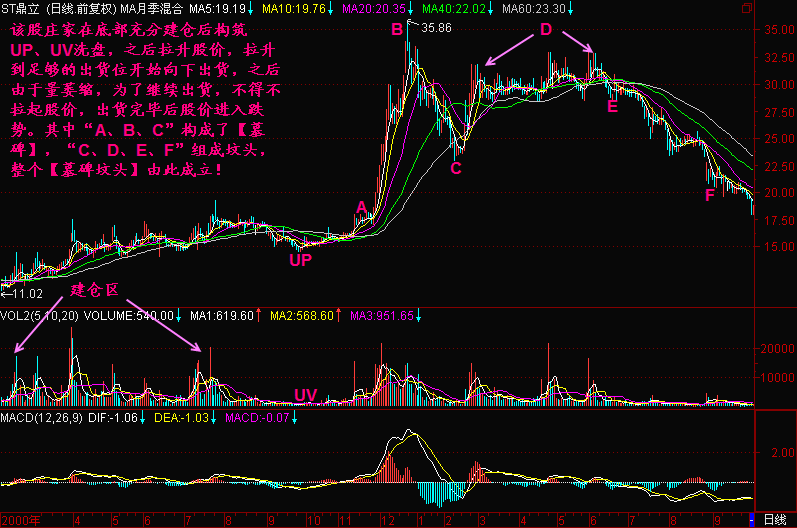 ST鼎立 (日线.前复权) MA月季混合 MA5:19.19↓ MA10:19.76↓ MA20:20.35↓ MA40:22.02↓ MA60:23.30↓
该股庄家在底部充分建仓后构筑
UP、UV洗盘，之后拉升股价，拉升
到足够的出货位开始向下出货，之后
由于量萎缩，为了继续出货，不得不
拉起股价，出货完毕后股价进入跌
势。其中“A、B、C”构成了【墓
碑】，“C、D、E、F”组成坟头，
整个【墓碑坟头】由此成立！
B
35.86
D
E
C
A
F
UP
35.00
32.50
30.00
27.50
25.00
22.50
20.00
17.50
15.00
←11.02
建仓区
VOL2(5,10,20) VOLUME:540.00↓ MA1:619.60↑ MA2:568.60↑ MA3:951.65↓
UV
20000
10000
MACD(12,26,9) DIF:-1.06↓ DEA:-1.03↓ MACD:-0.07↓
2.00
0.00
2000年 4 5 6 7 8 9 10 11 12 1 2 3 4 5 6 7 8 9 日线